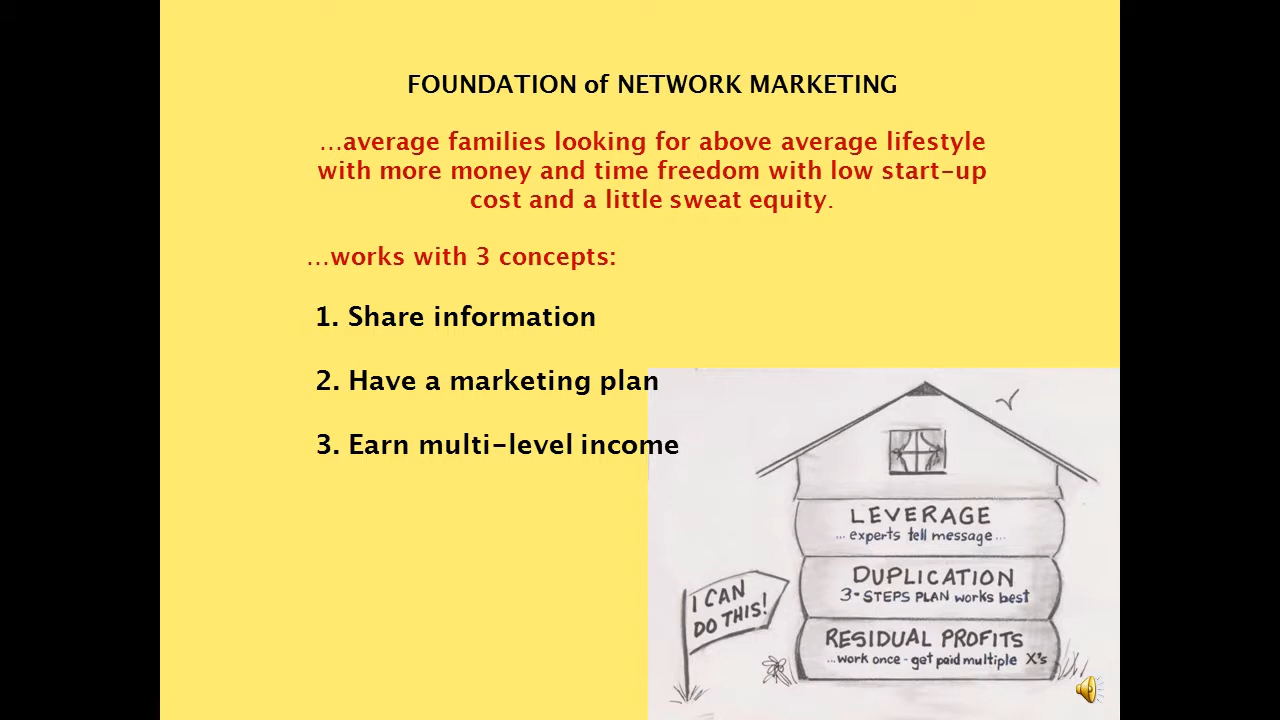 FOUNDATION of NETWORK MARKETING
...average families looking for above average lifestyle
with more money and time freedom with low start-up
cost and a little sweat equity.
...works with 3 concepts:
1. Share information
2. Have a marketing plan
3. Earn multi-level income
LEVERAGE
... experts tell message ...
DUPLICATION
3-STEPS PLAN works best
RESIDUAL PROFITS
...work once - get paid multiple X's
I CAN
DO THIS!